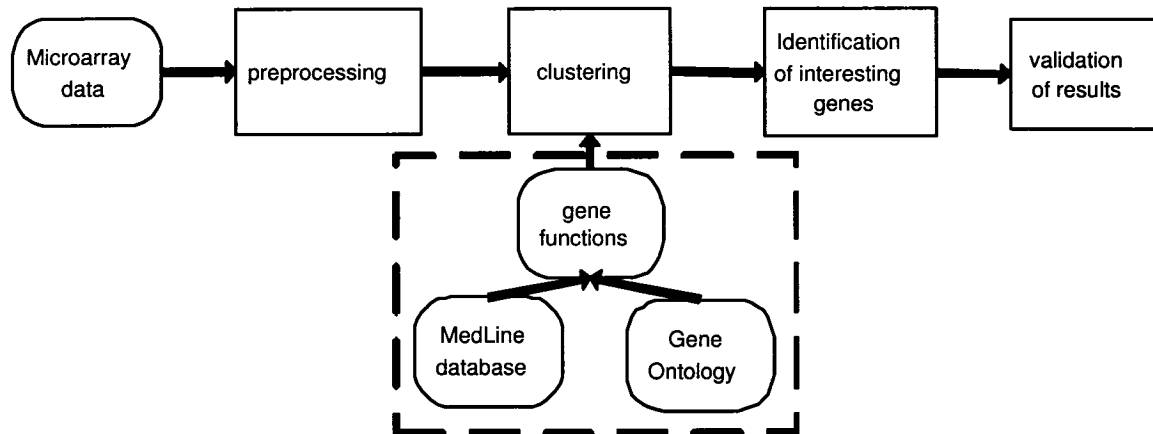 Microarray
data
preprocessing
clustering
Identification
of interesting
genes
validation
of results
gene
functions
MedLine
database
Gene
Ontology